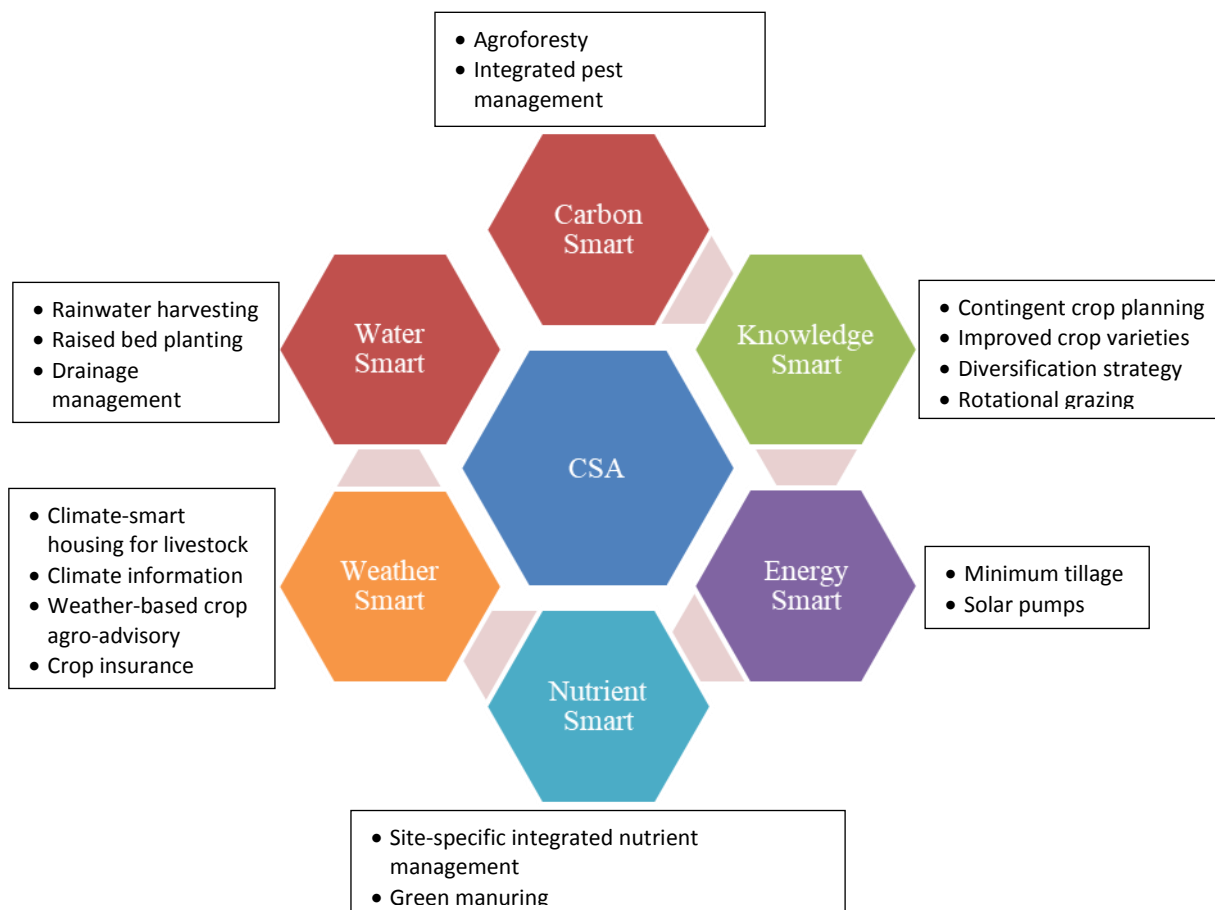 • Agroforesty
• Integrated pest
management
Carbon
Smart
Water
Smart
• Rainwater harvesting
• Raised bed planting
• Drainage
management
Knowledge
Smart
• Contingent crop planning
• Improved crop varieties
• Diversification strategy
• Rotational grazing
CSA
• Climate-smart
housing for livestock
• Climate information
• Weather-based crop
agro-advisory
• Crop insurance
Weather
Smart
Energy
Smart
• Minimum tillage
• Solar pumps
Nutrient
Smart
• Site-specific integrated nutrient
management
• Green manuring